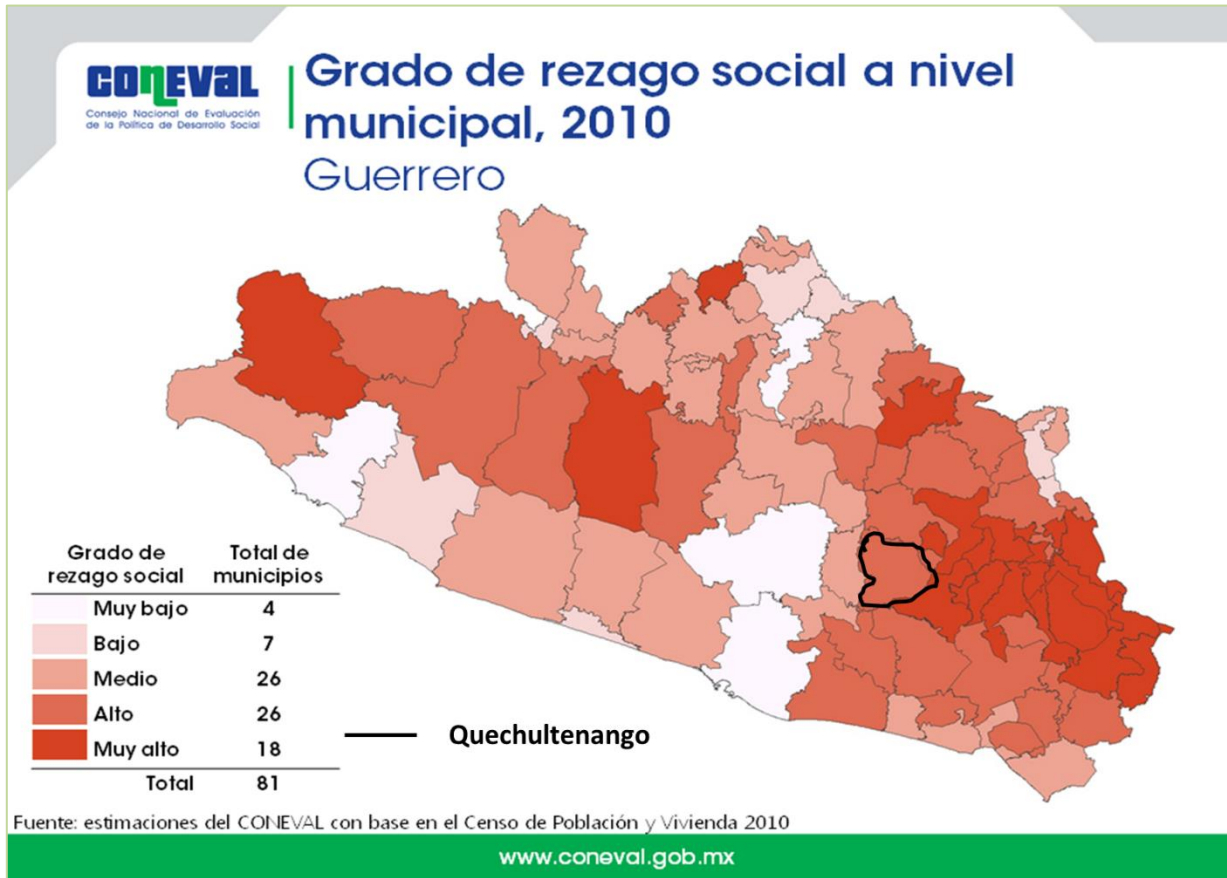 CONEVAL
Consejo Nacional de Evaluación
de la Política de Desarrollo Social
Grado de rezago social a nivel
municipal, 2010
Guerrero
Grado de rezago social Total de municipios
Muy bajo 4
Bajo 7
Medio 26
Alto 26
Muy alto 18
Total 81
Quechultenango
Fuente: estimaciones del CONEVAL con base en el Censo de Población y Vivienda 2010
www.coneval.gob.mx